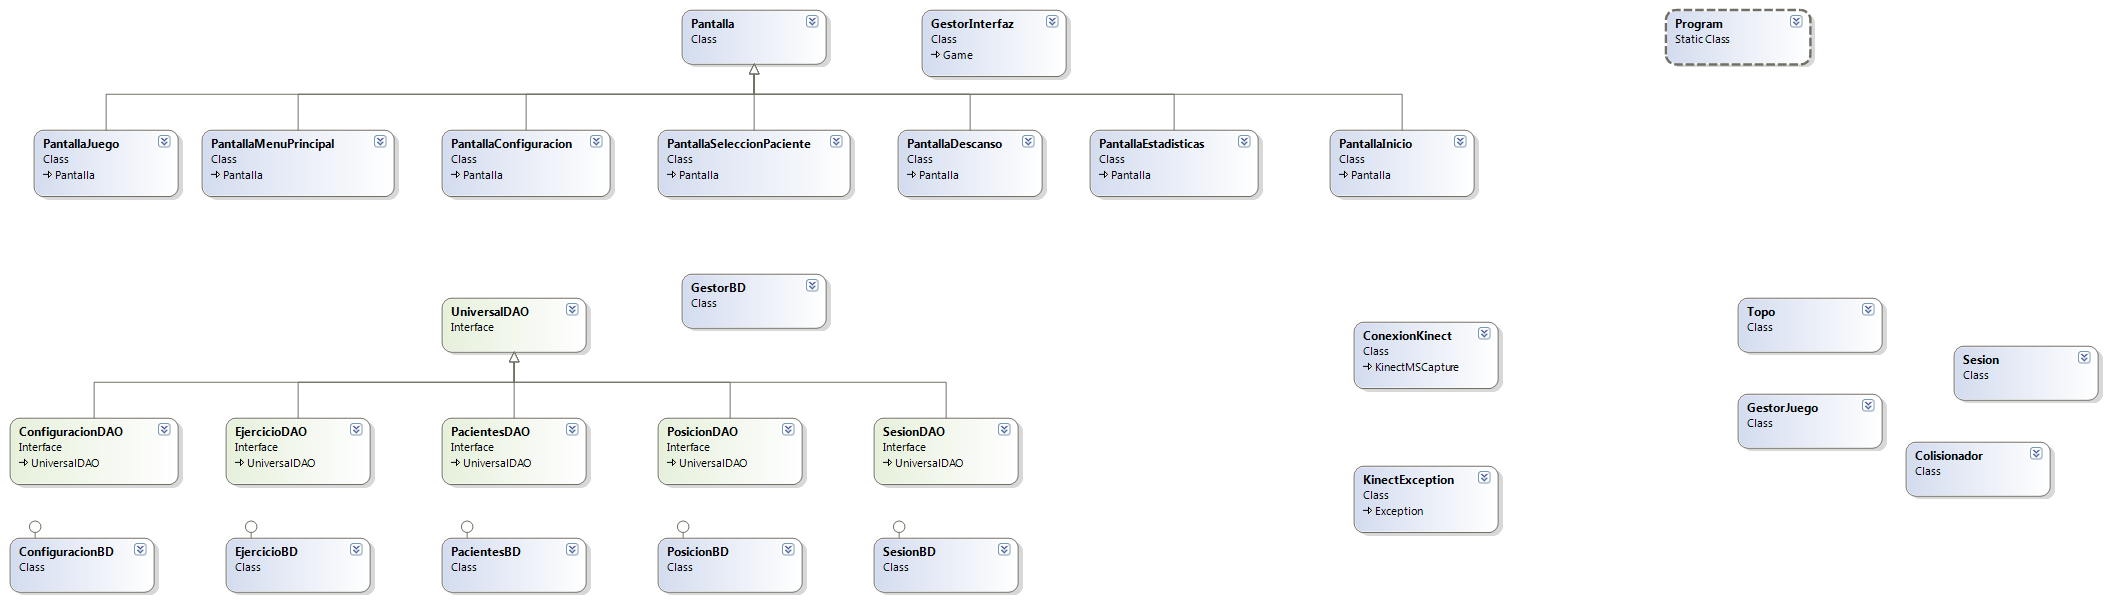 Pantalla
Class
GestorInterfaz
Class
Game
Program
Static Class
PantallaJuego
Class
Pantalla
PantallaMenuPrincipal
Class
Pantalla
PantallaConfiguracion
Class
Pantalla
PantallaSeleccionPaciente
Class
Pantalla
PantallaDescanso
Class
Pantalla
PantallaEstadisticas
Class
Pantalla
PantallaInicio
Class
Pantalla
UniversalDAO
Interface
GestorBD
Class
ConexionKinect
Class
KinectMSCapture
Topo
Class
Sesion
Class
GestorJuego
Class
Colisionador
Class
ConfiguracionDAO
Interface
UniversalDAO
EjercicioDAO
Interface
UniversalDAO
PacientesDAO
Interface
UniversalDAO
PosicionDAO
Interface
UniversalDAO
SesionDAO
Interface
UniversalDAO
KinectException
Class
Exception
ConfiguracionBD
Class
EjercicioBD
Class
PacientesBD
Class
PosicionBD
Class
SesionBD
Class